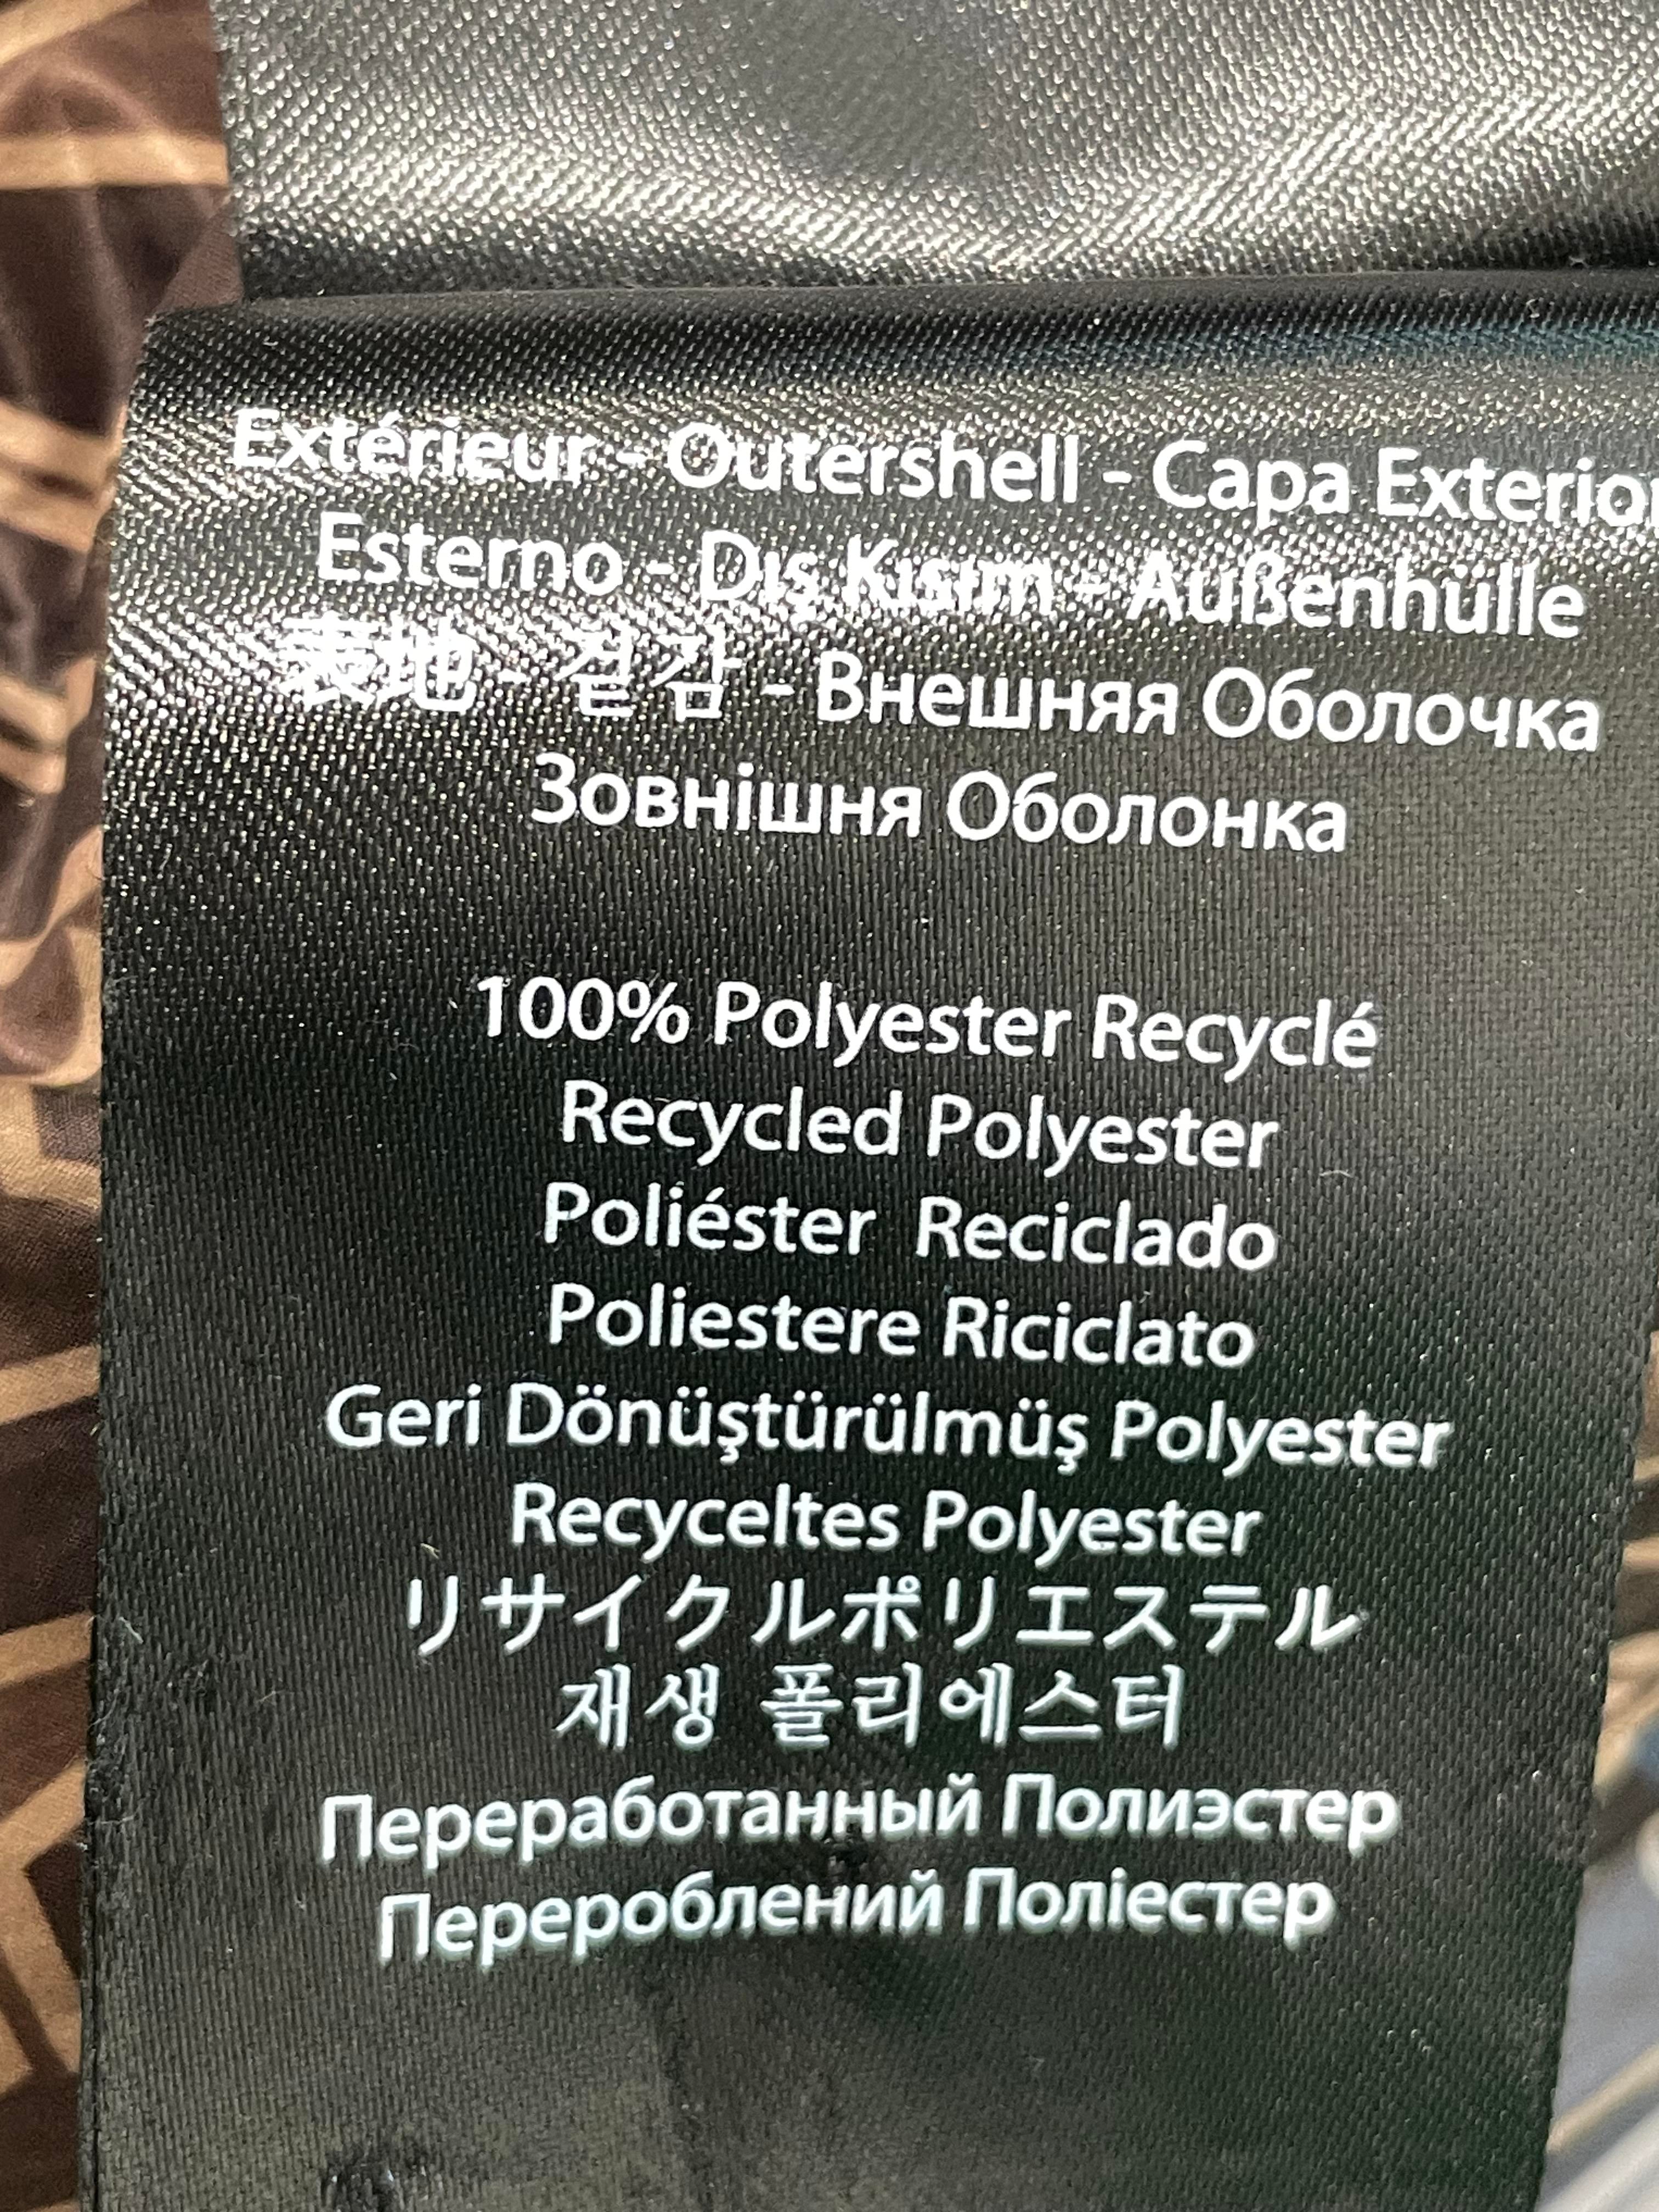 Extérieur - Outershell - Capa Exterior
Esterno - Dış Kısım - Außenhülle
表地 - 겉감 - Внешняя Оболочка
Зовнішня Оболонка
100% Polyester Recyclé
Recycled Polyester
Poliéster Reciclado
Poliestere Riciclato
Geri Dönüştürülmüş Polyester
Recyceltes Polyester
リサイクルポリエステル
재생 폴리에스터
Переработанный Полиэстер
Перероблений Поліестер